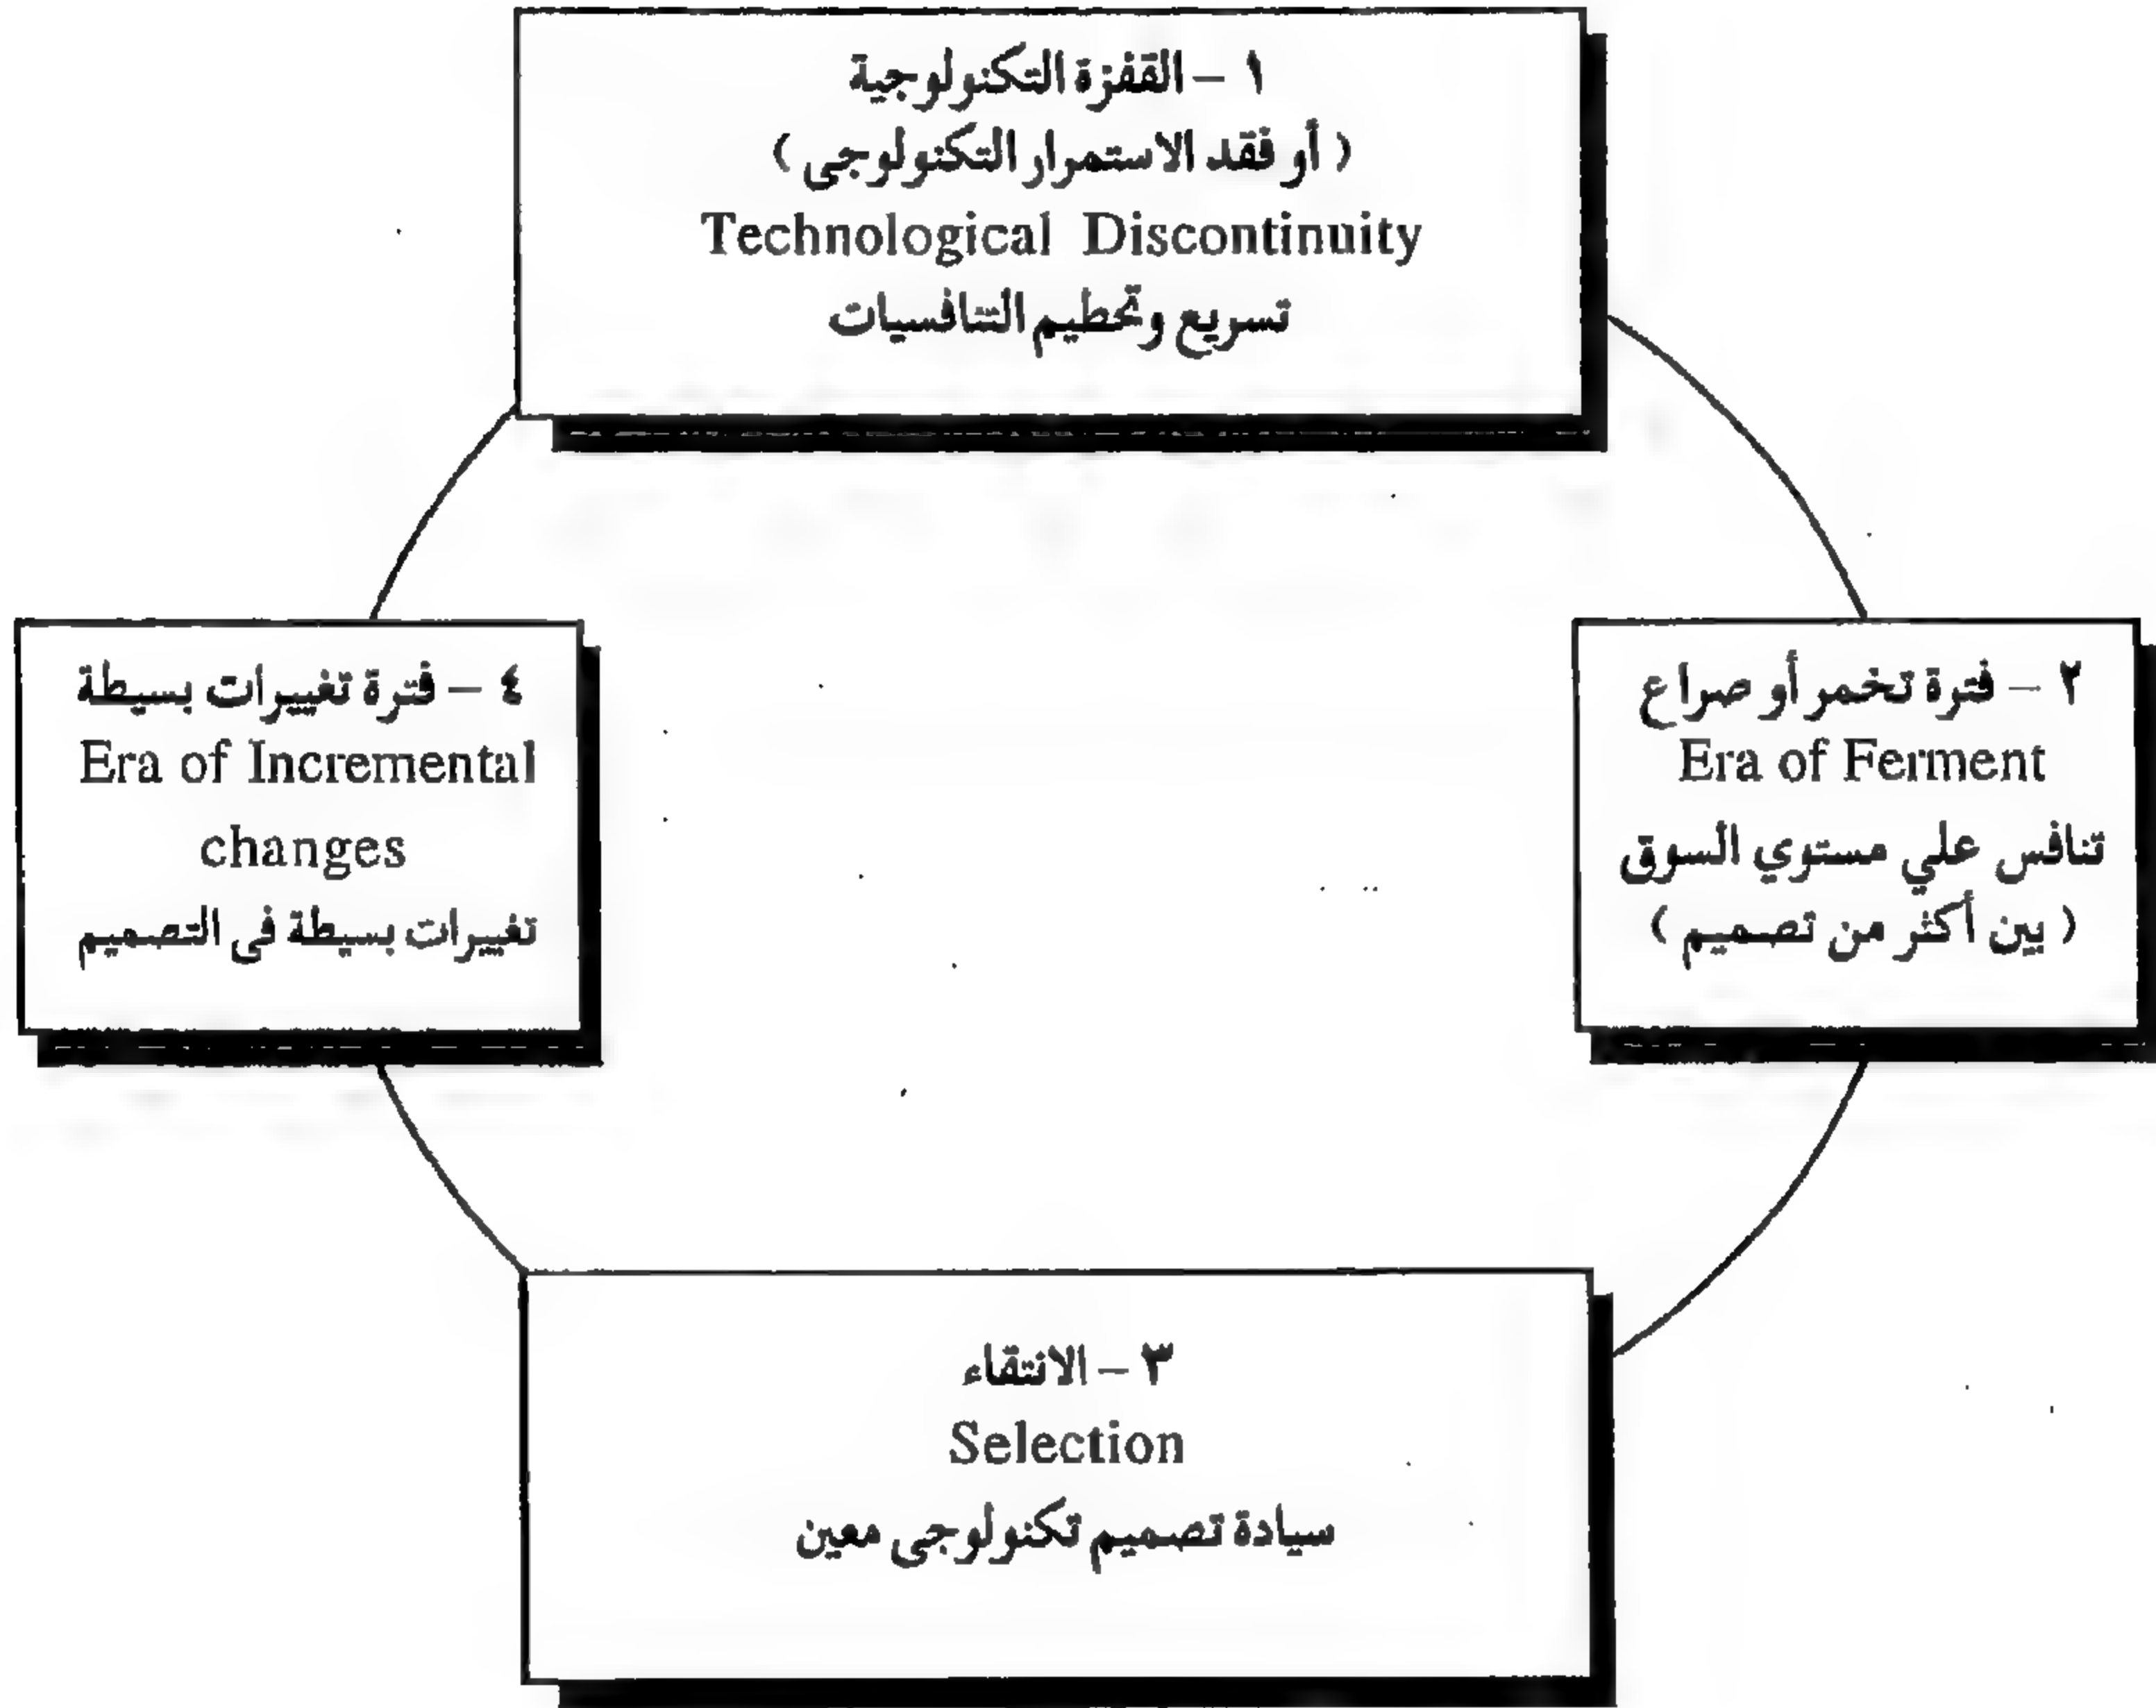 ١ – القفزة التكنولوجية
( أو فقد الاستمرار التكنولوجى )
Technological Discontinuity
تسريع وتحطيم التنافسيات
٢ – فترة تخمر أو صراع
Era of Ferment
تنافس علي مستوي السوق
( بين أكثر من تصميم )
٣ – الانتقاء
Selection
سيادة تصميم تكنولوجى معين
٤ – فترة تغييرات بسيطة
Era of Incremental
changes
تغييرات بسيطة فى التصميم